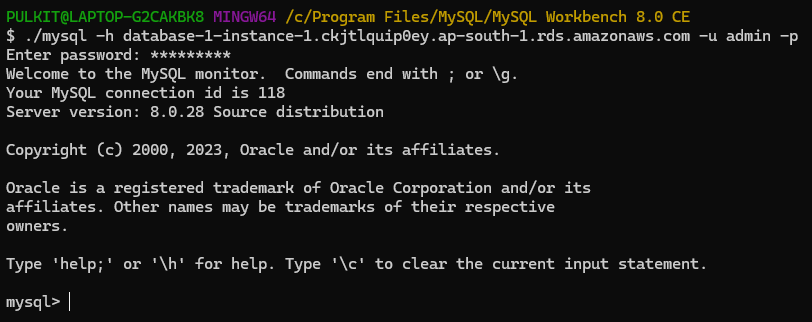 PULKIT@LAPTOP-G2CAKBK8 MINGW64 /c/Program Files/MySQL/MySQL Workbench 8.0 CE
$ ./mysql -h database-1-instance-1.ckjtlquip0ey.ap-south-1.rds.amazonaws.com -u admin -p
Enter password: *********
Welcome to the MySQL monitor.  Commands end with ; or \g.
Your MySQL connection id is 118
Server version: 8.0.28 Source distribution

Copyright (c) 2000, 2023, Oracle and/or its affiliates.

Oracle is a registered trademark of Oracle Corporation and/or its
affiliates. Other names may be trademarks of their respective
owners.

Type 'help;' or '\h' for help. Type '\c' to clear the current input statement.

mysql>